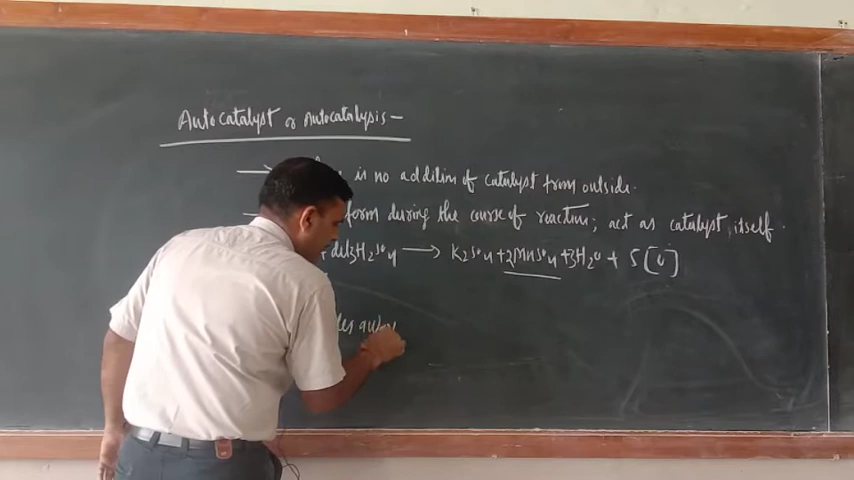 Autocatalyst or Autocatalysis –
→ is no addition of catalyst from outside.
form during the course of reaction; act as catalyst itself.
+ dil 3H2SO4 → K2SO4 + 2MnSO4 + 3H2O + 5[O]